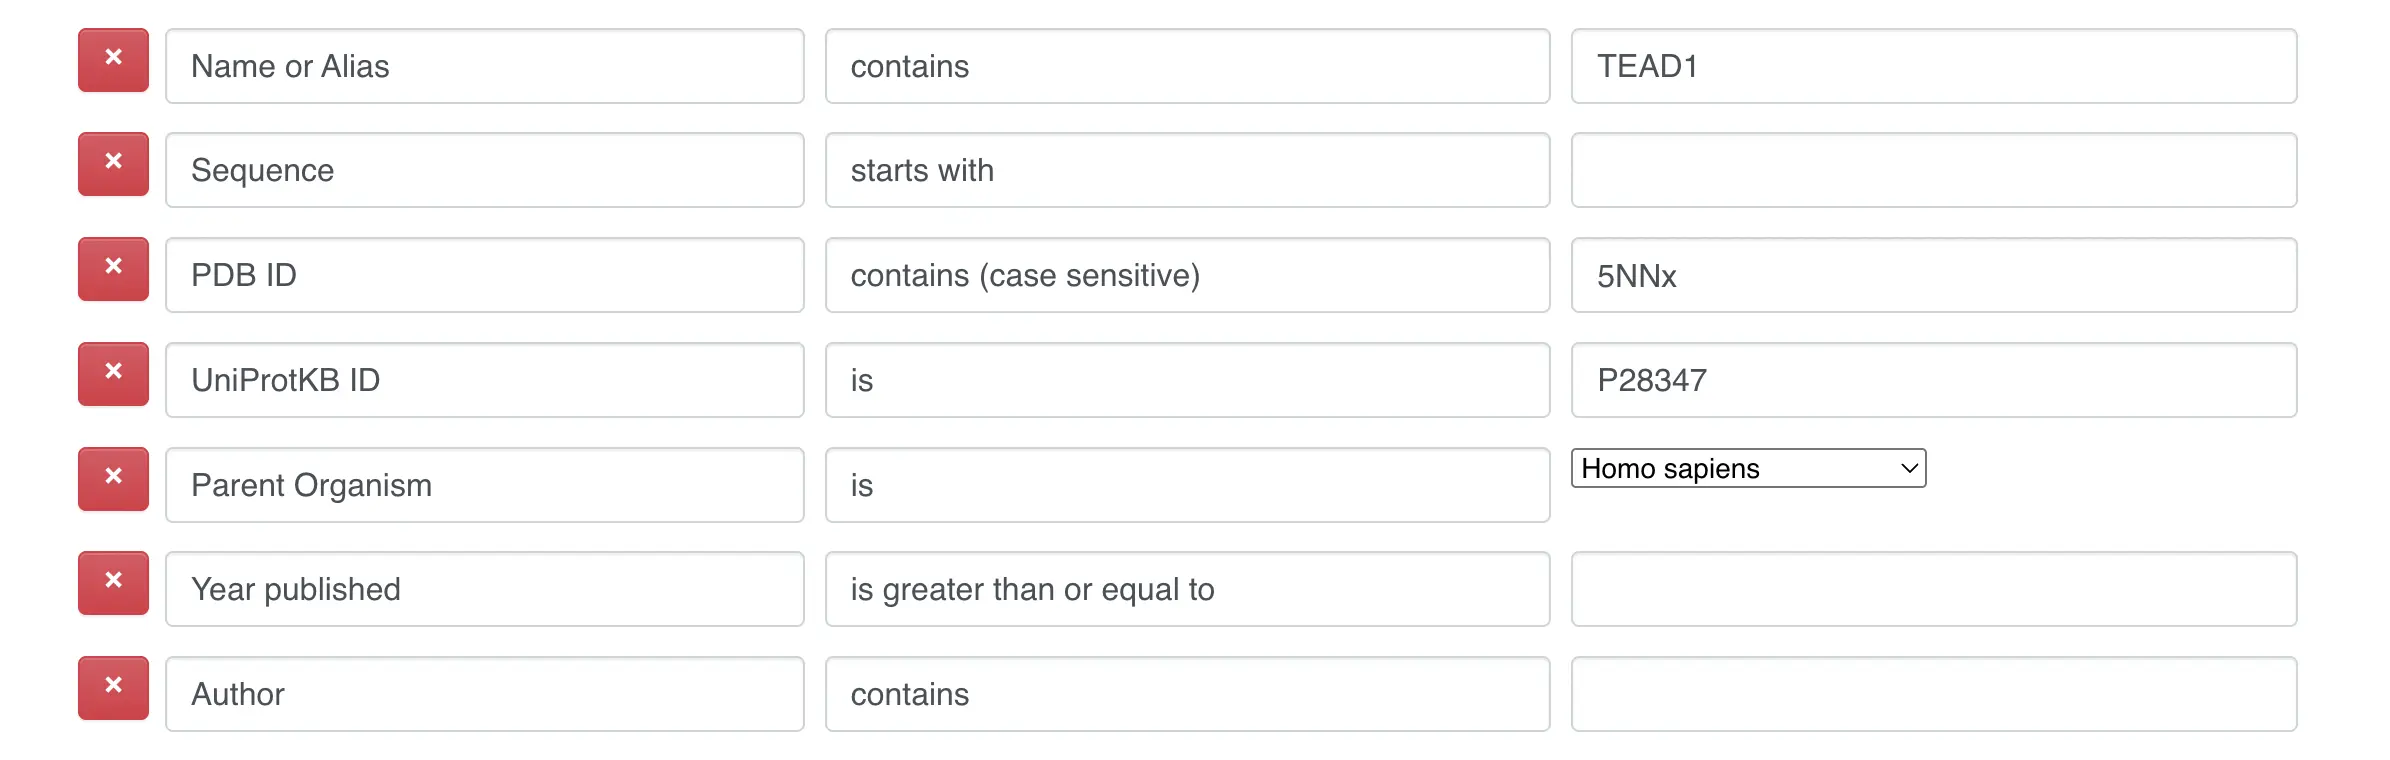 × Name or Alias contains TEAD1
× Sequence starts with
× PDB ID contains (case sensitive) 5NNx
× UniProtKB ID is P28347
× Parent Organism is Homo sapiens
× Year published is greater than or equal to
× Author contains